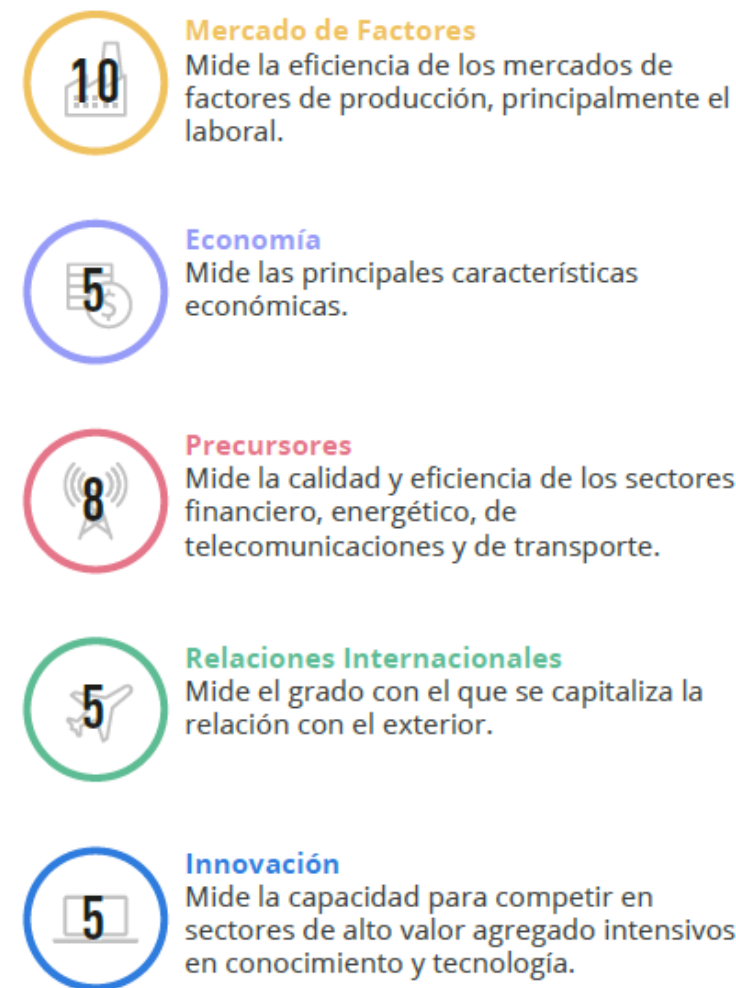 Mercado de Factores
10
Mide la eficiencia de los mercados de
factores de producción, principalmente el
laboral.
Economía
5
Mide las principales características
económicas.
Precursores
8
Mide la calidad y eficiencia de los sectores
financiero, energético, de
telecomunicaciones y de transporte.
Relaciones Internacionales
5
Mide el grado con el que se capitaliza la
relación con el exterior.
Innovación
5
Mide la capacidad para competir en
sectores de alto valor agregado intensivos
en conocimiento y tecnología.